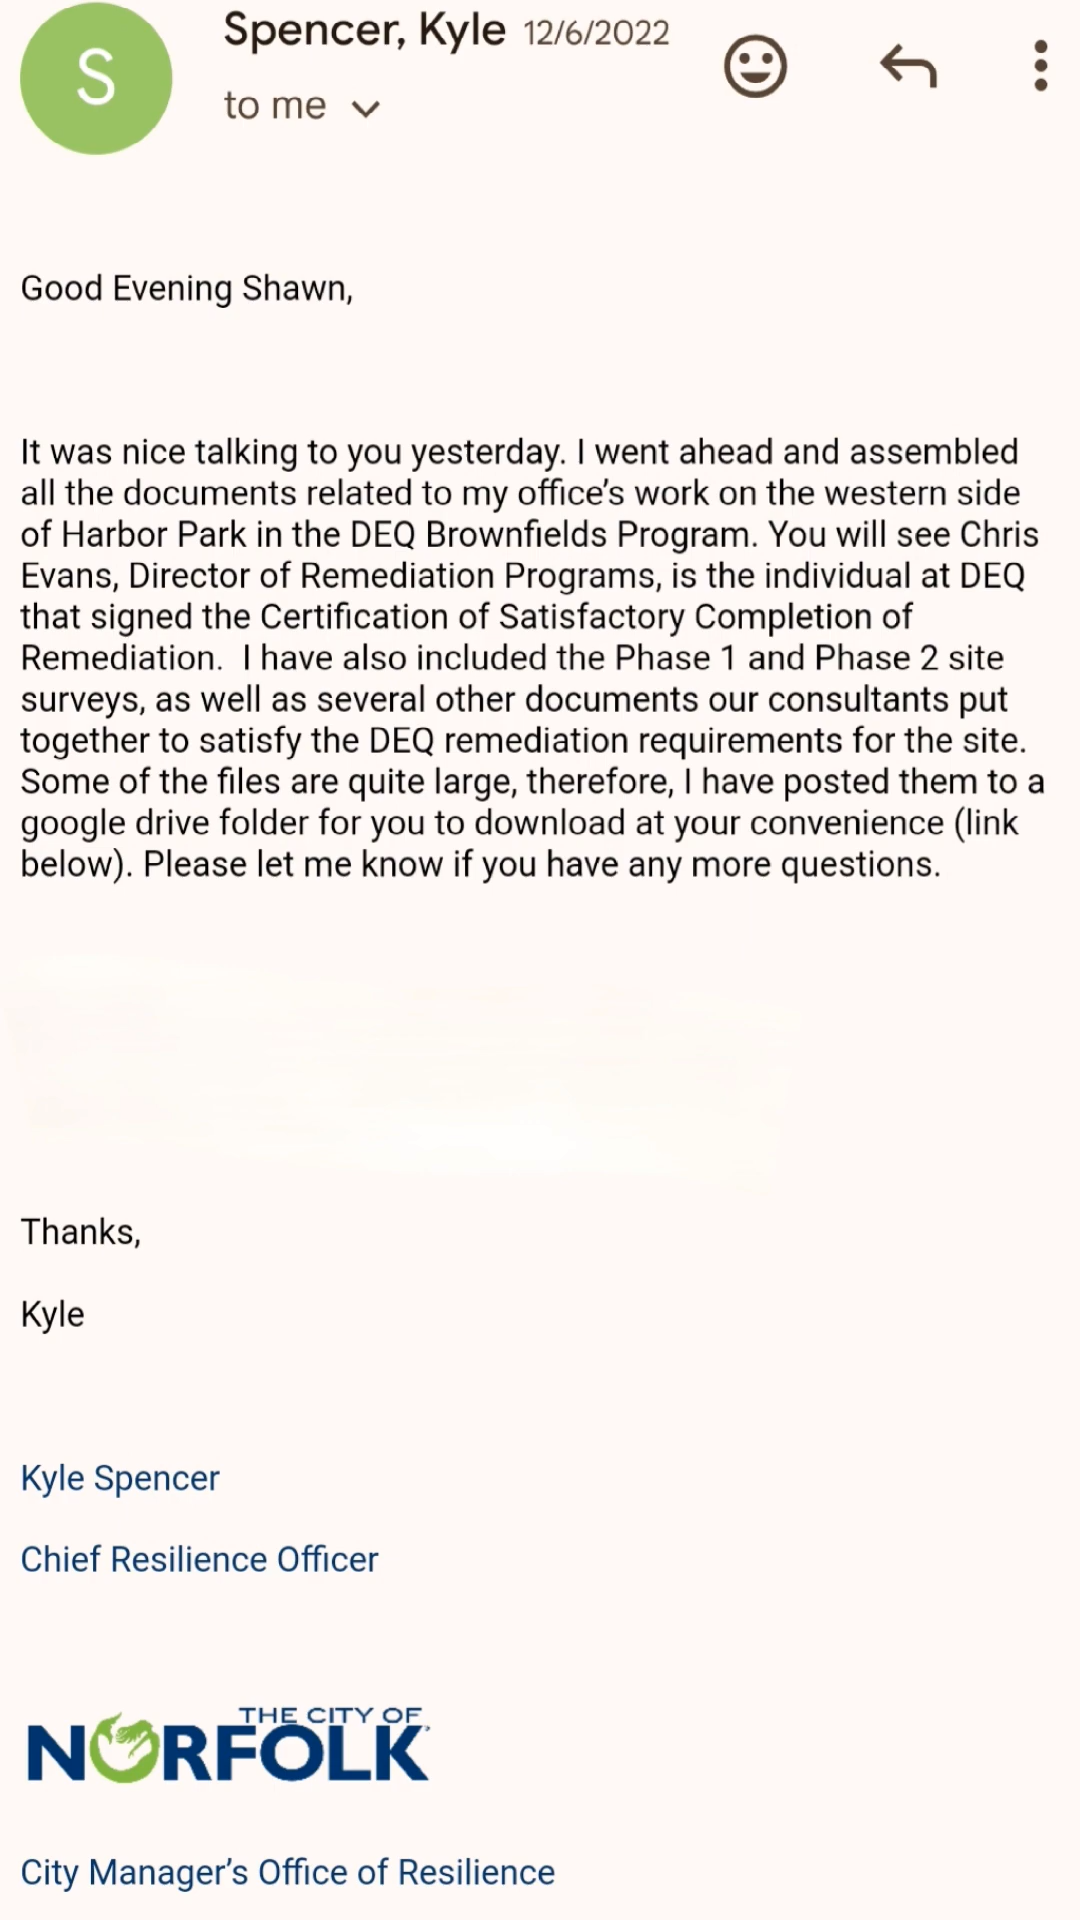 S
Spencer, Kyle 12/6/2022
to me
Good Evening Shawn,
It was nice talking to you yesterday. I went ahead and assembled
all the documents related to my office's work on the western side
of Harbor Park in the DEQ Brownfields Program. You will see Chris
Evans, Director of Remediation Programs, is the individual at DEQ
that signed the Certification of Satisfactory Completion of
Remediation.  I have also included the Phase 1 and Phase 2 site
surveys, as well as several other documents our consultants put
together to satisfy the DEQ remediation requirements for the site.
Some of the files are quite large, therefore, I have posted them to a
google drive folder for you to download at your convenience (link
below). Please let me know if you have any more questions.
Thanks,
Kyle
Kyle Spencer
Chief Resilience Officer
THE CITY OF
NORFOLK
City Manager's Office of Resilience